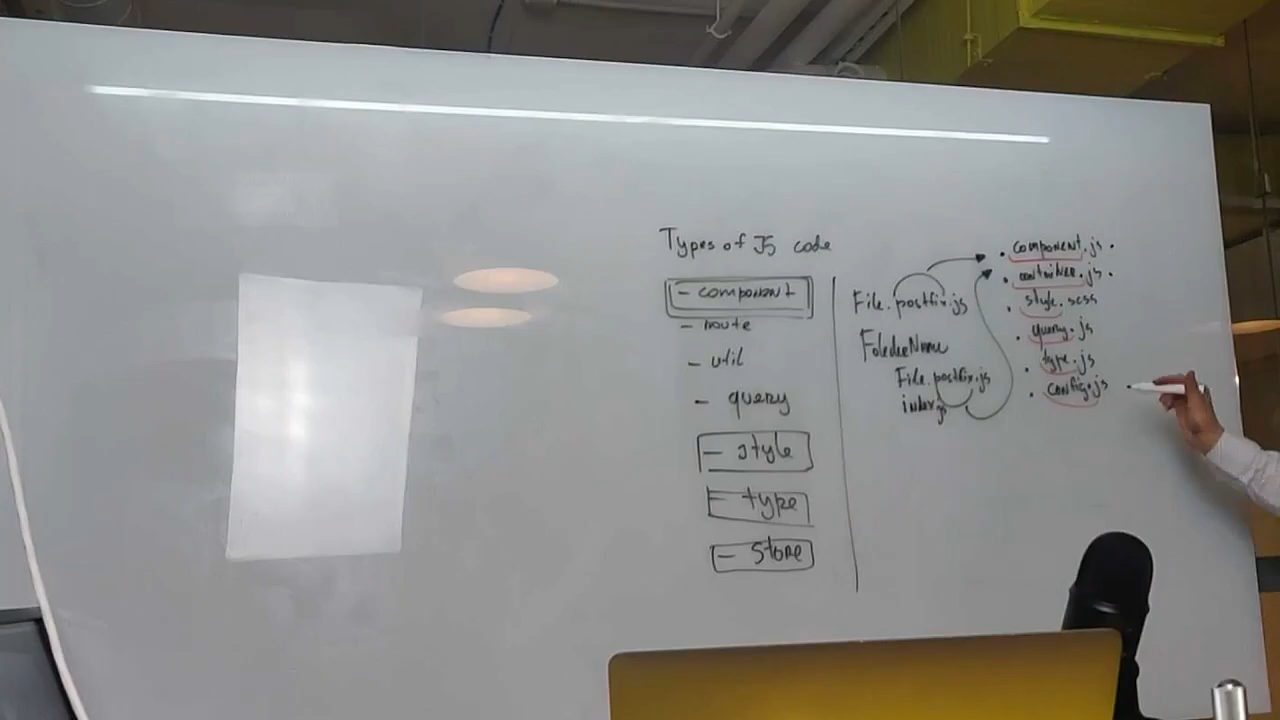 Types of JS code
- component
- route
- util
- query
- style
- type
- store
File.postfix.js
FolderName
File.postfix.js
index.js
. component.js .
. container.js .
. style.scss
. query.js
. type.js
. config.js